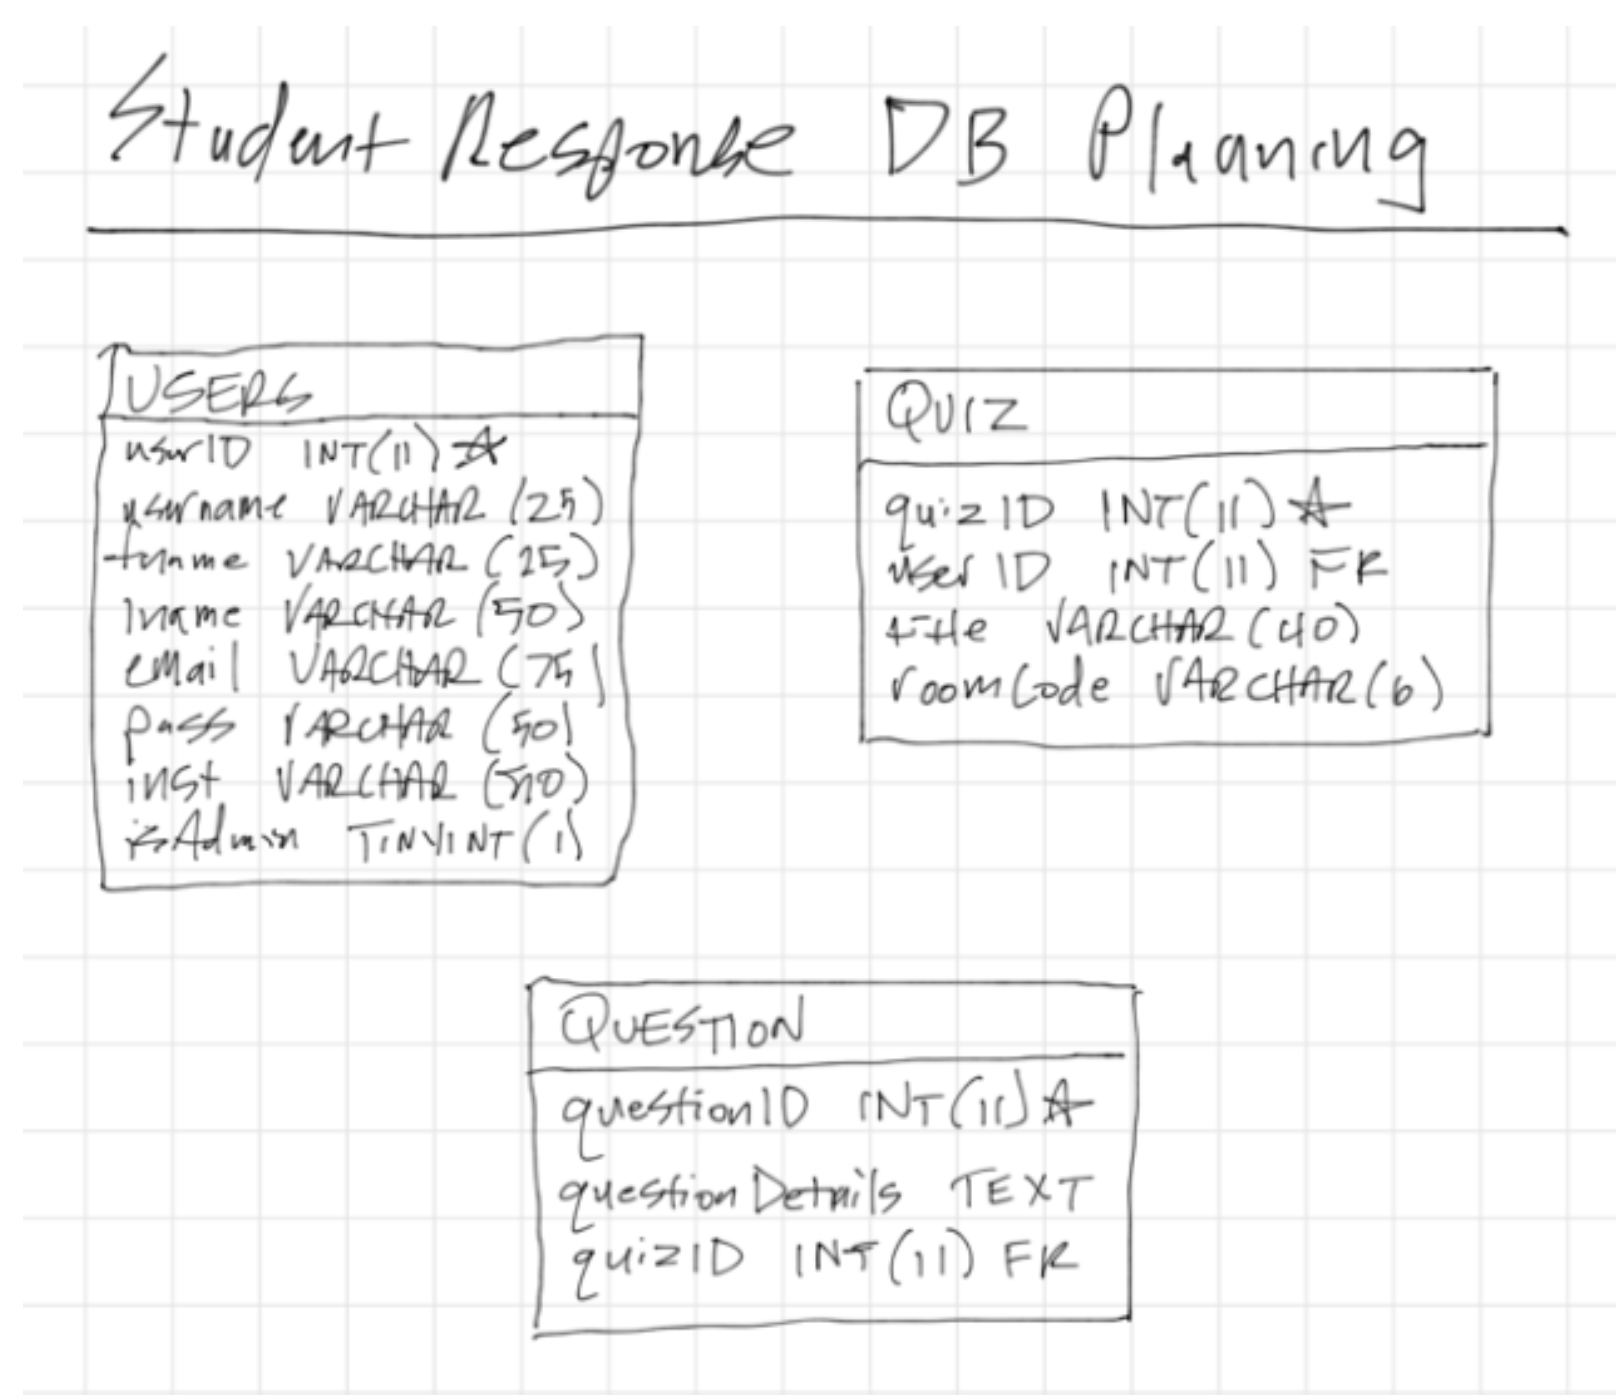 Student Response DB Planing
USERS
userID INT(11) ☆
username VARCHAR (25)
fname VARCHAR (25)
lname VARCHAR (50)
email VARCHAR (75)
pass VARCHAR (50)
inst VARCHAR (50)
isAdmin TINYINT (1)
QUIZ
quizID INT(11) ☆
userID INT(11) FK
title VARCHAR (40)
roomCode VARCHAR (6)
QUESTION
questionID INT(11) ☆
questionDetails TEXT
quizID INT(11) FK